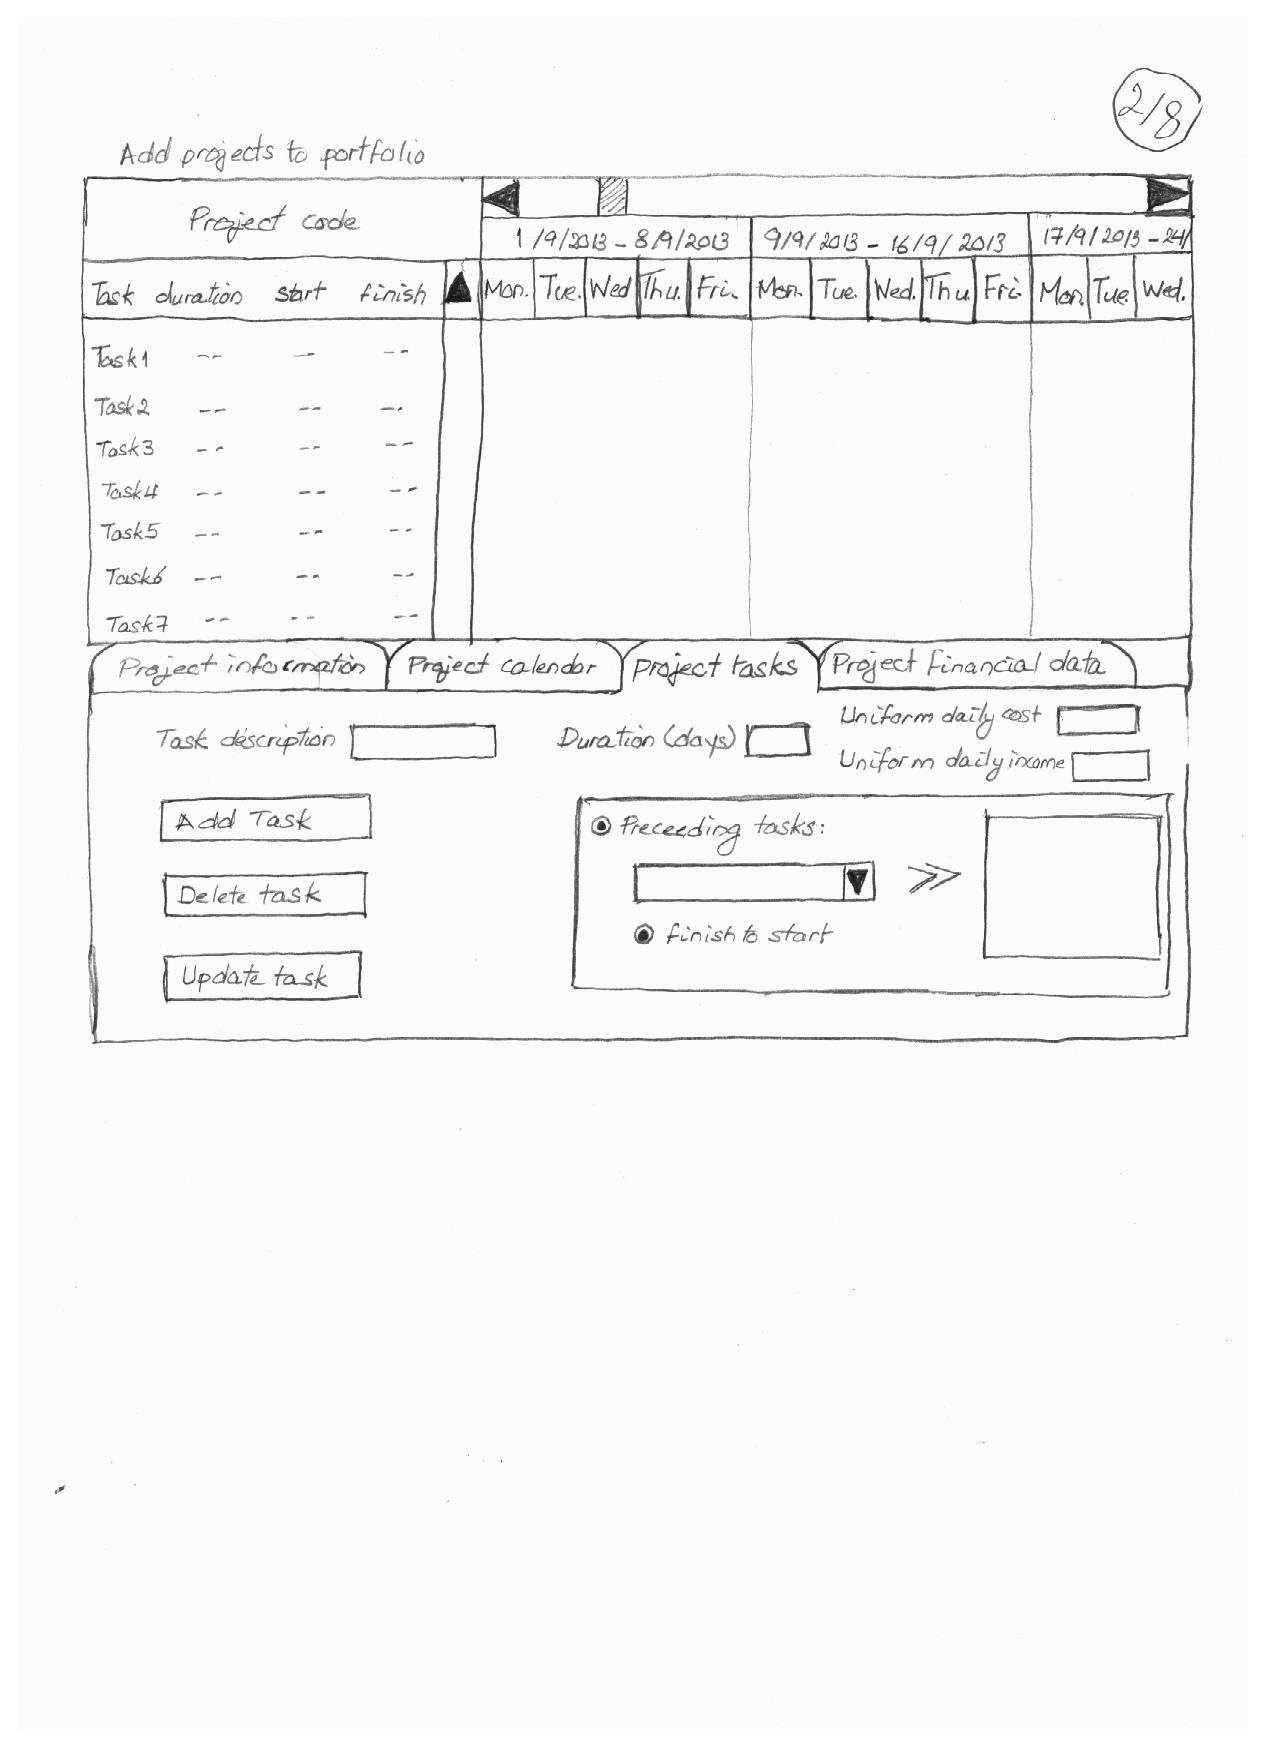 2/8
Add projects to portfolio
Project code
1/9/2013 - 8/9/2013 9/9/2013 - 16/9/2013 17/9/2013 - 24/
Task duration start finish Mon. Tue. Wed Thu. Fri. Mon. Tue. Wed. Thu Fri. Mon. Tue. Wed.
Task1 -- -- --
Task2 -- -- --
Task3 -- -- --
Task4 -- -- --
Task5 -- -- --
Task6 -- -- --
Task7 -- -- --
Project information Project calendar Project tasks Project financial data
Task description Duration (days) Uniform daily cost
Uniform daily income
Add Task
Preceeding tasks:
>>
Delete task
finish to start
Update task